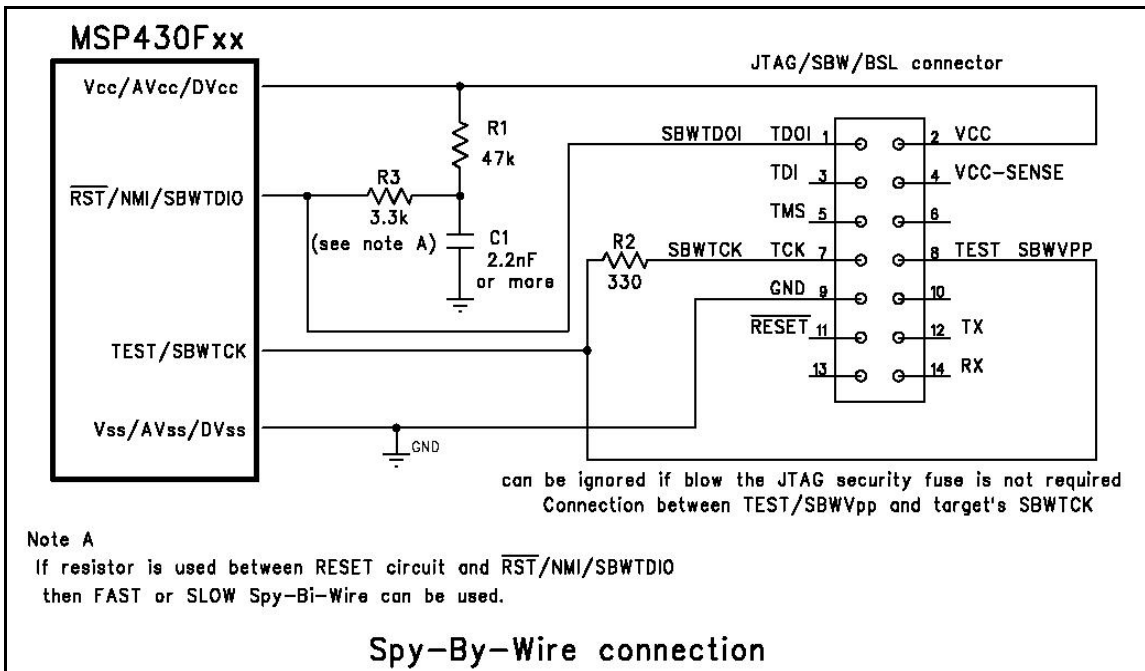 MSP430Fxx
Vcc/AVcc/DVcc
JTAG/SBW/BSL connector
R1
47k
SBWTDOI TDOI 1
2 VCC
TDI 3
4 VCC-SENSE
RST/NMI/SBWTDIO
R3
3.3k
(see note A)
TMS 5
6
C1
2.2nF
or more
R2
330
SBWTCK TCK 7
8 TEST SBWVPP
GND 9
10
RESET 11
12 TX
TEST/SBWTCK
13
14 RX
Vss/AVss/DVss
GND
can be ignored if blow the JTAG security fuse is not required
Connection between TEST/SBWVpp and target's SBWTCK
Note A
If resistor is used between RESET circuit and RST/NMI/SBWTDIO
then FAST or SLOW Spy-Bi-Wire can be used.
Spy-By-Wire connection